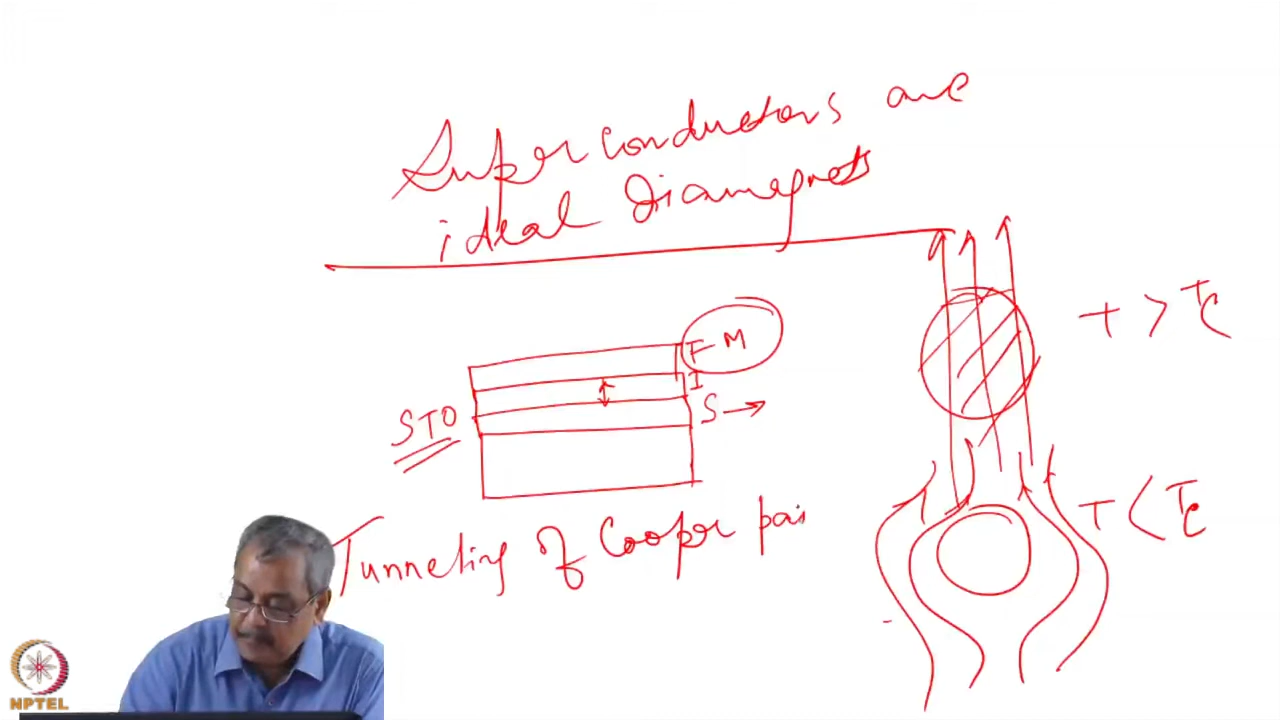 Superconductors are
ideal Diamagnets
FM
I
S
STO
T > Tc
T < Tc
Tunneling of Cooper pai
NPTEL